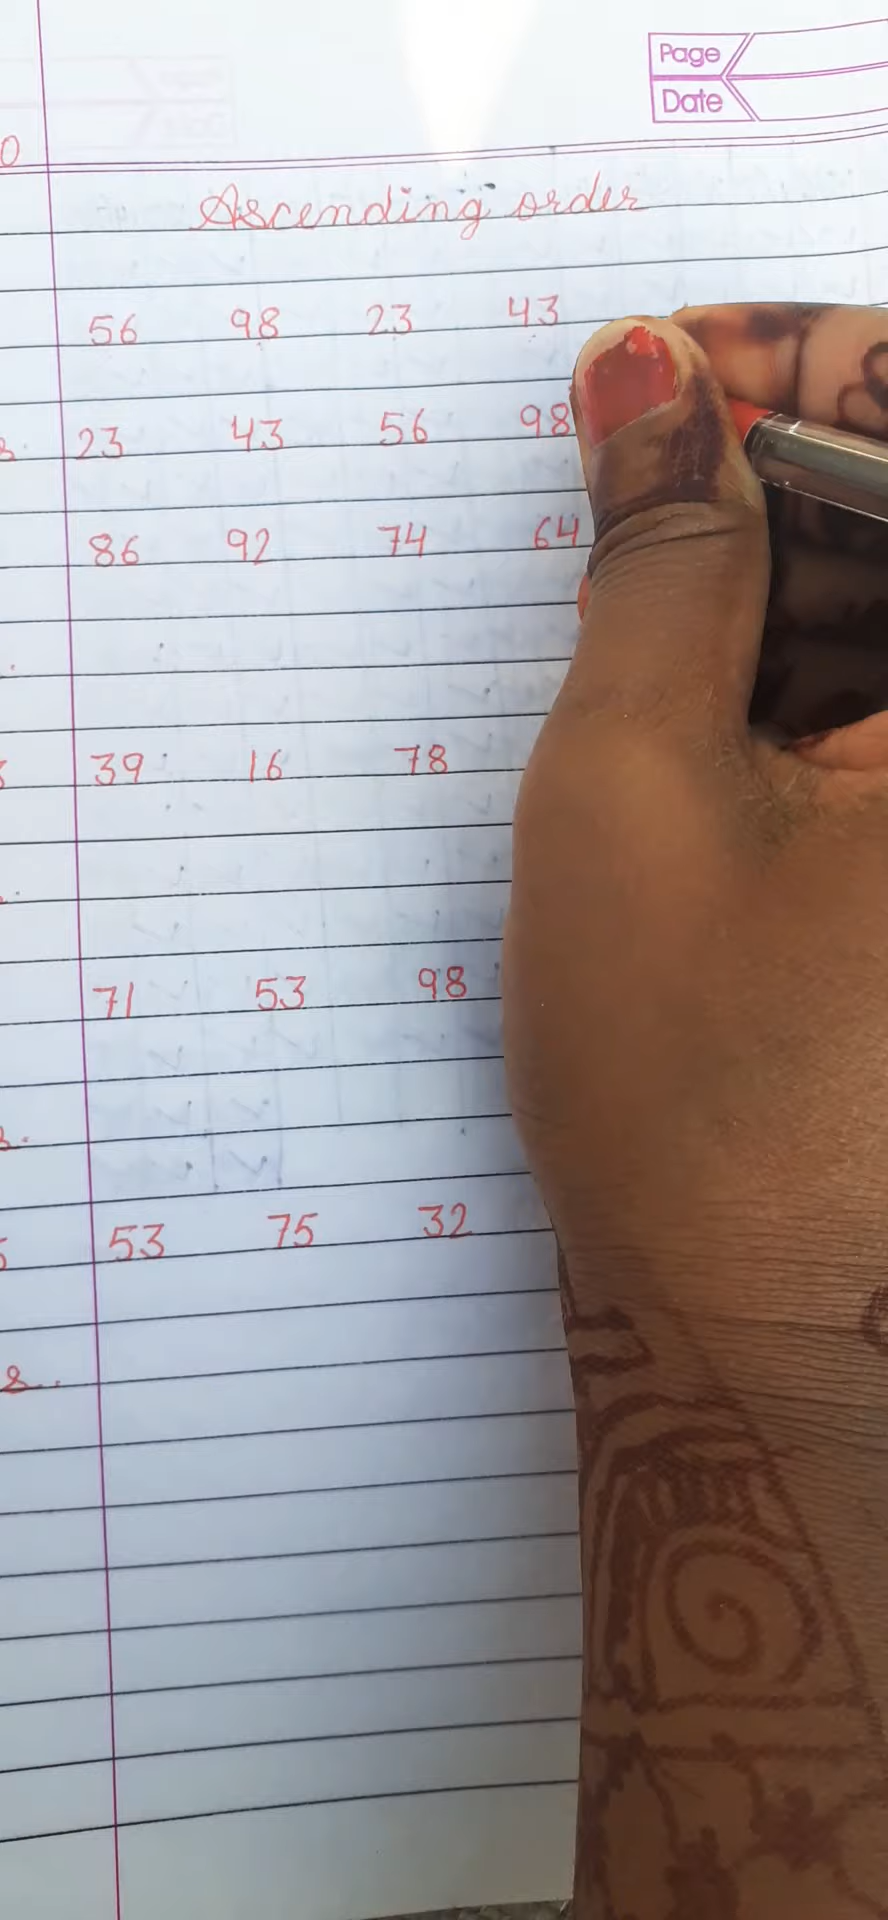 Page
Date
0
Ascending order
56 98 23 43
23 43 56 98
86 92 74 64
39 16 78
71 53 98
53 75 32